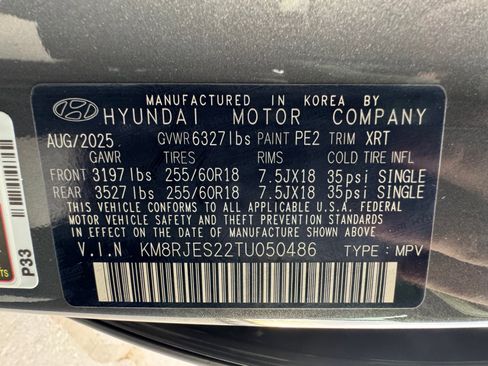 MANUFACTURED IN KOREA BY
HYUNDAI MOTOR COMPANY
AUG/2025 GVWR 6327lbs PAINT PE2 TRIM XRT
GAWR TIRES RIMS COLD TIRE INFL
FRONT 3197lbs 255/60R18 7.5JX18 35psi SINGLE
REAR 3527lbs 255/60R18 7.5JX18 35psi SINGLE
THIS VEHICLE CONFORMS TO ALL APPLICABLE U.S.A. FEDERAL
MOTOR VEHICLE SAFETY AND THEFT PREVENTION STANDARDS
IN EFFECT ON THE DATE OF MANUFACTURE SHOWN ABOVE
V.I.N KM8RJES22TU050486 TYPE: MPV
P33